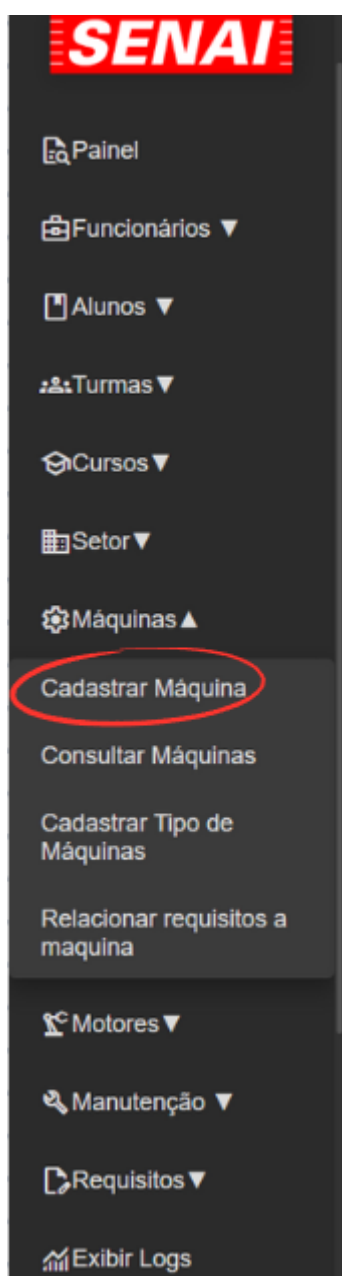 SENAI
Painel
Funcionários ▼
Alunos ▼
Turmas▼
Cursos▼
Setor▼
Máquinas▲
Cadastrar Máquina
Consultar Máquinas
Cadastrar Tipo de
Máquinas
Relacionar requisitos a
maquina
Motores▼
Manutenção ▼
Requisitos▼
Exibir Logs